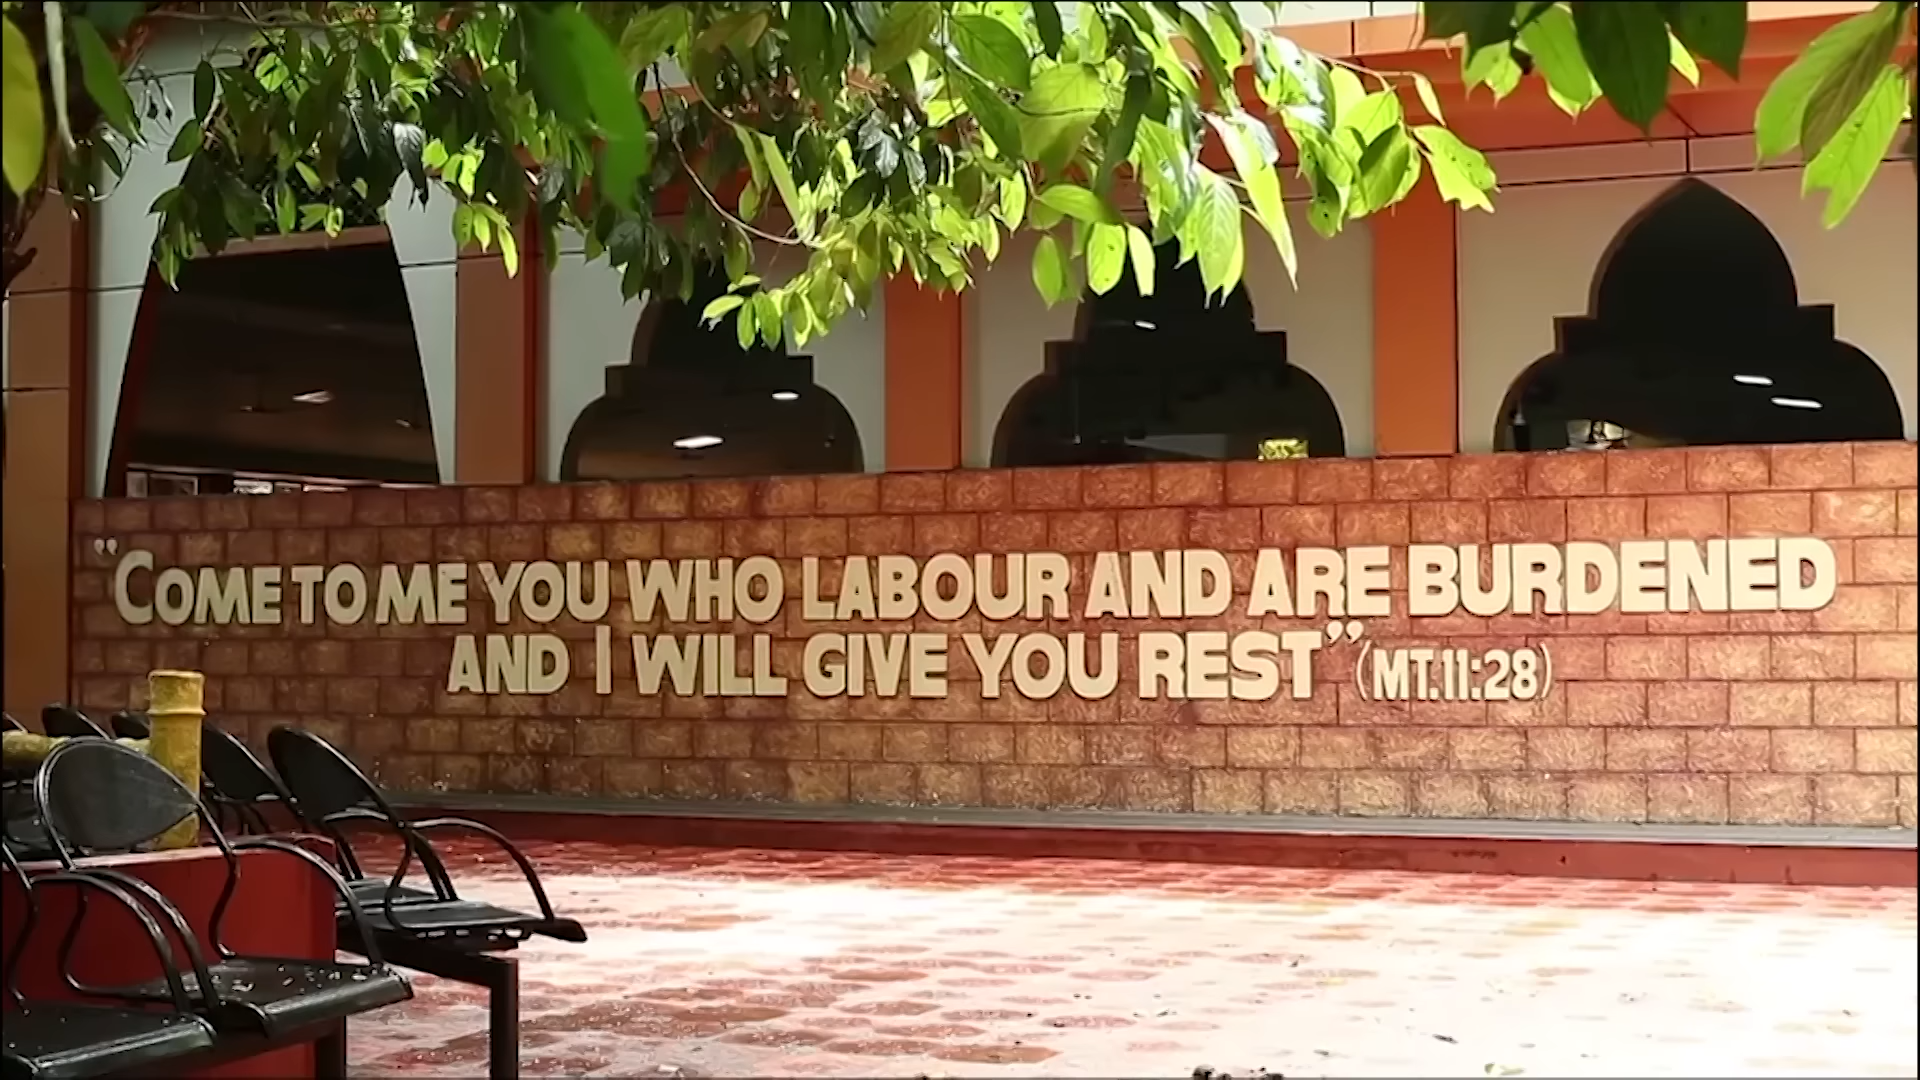 "COME TO ME YOU WHO LABOUR AND ARE BURDENED
AND I WILL GIVE YOU REST" (MT.11:28)